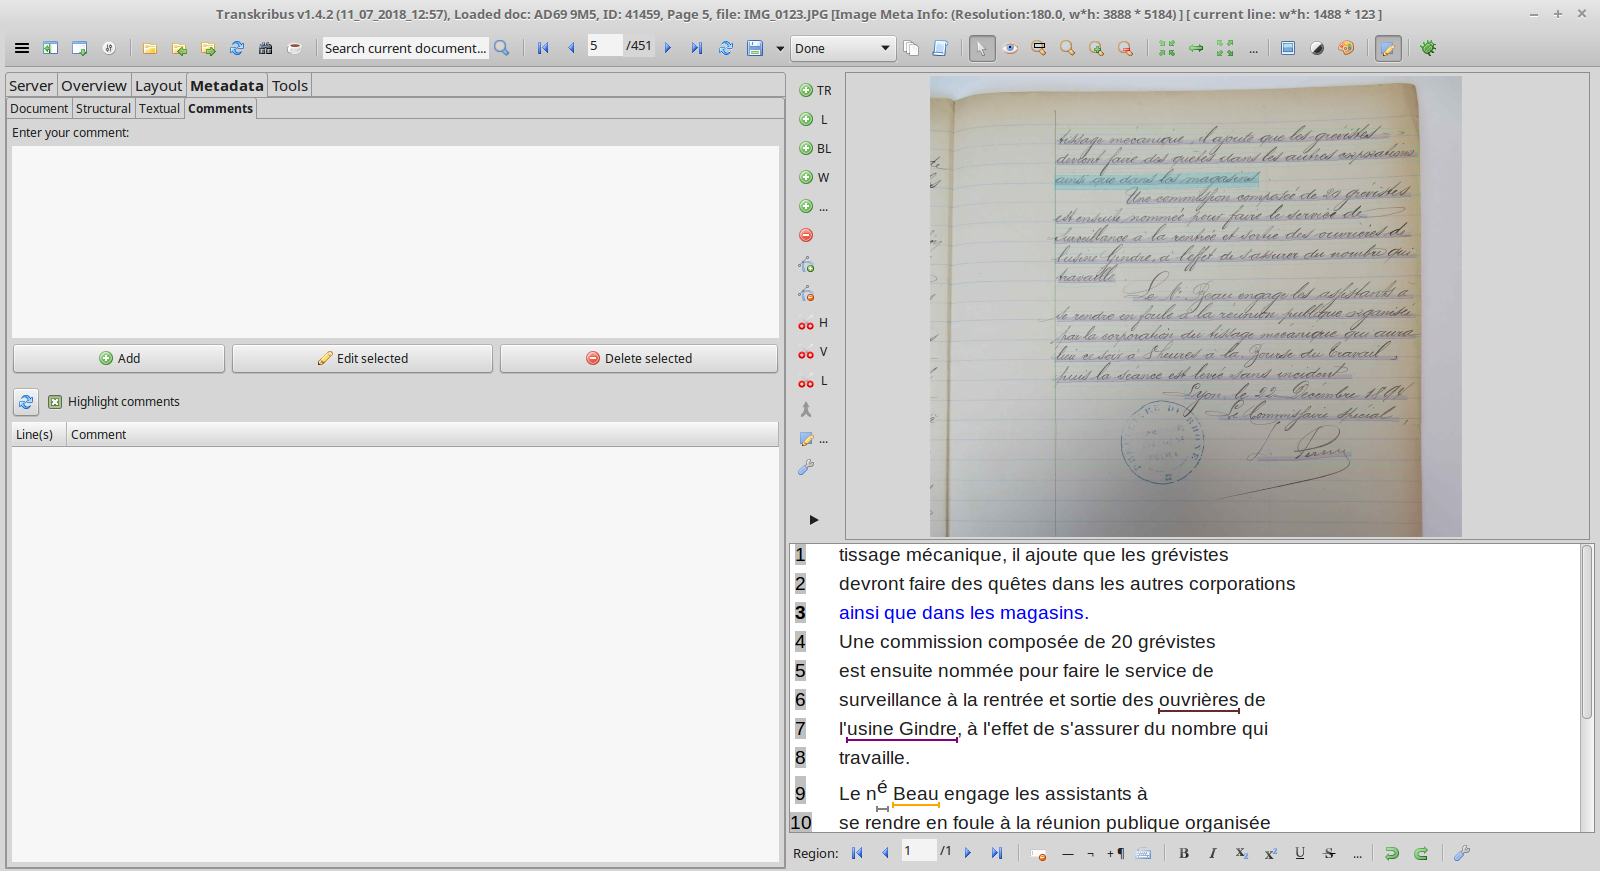 Transkribus v1.4.2 (11_07_2018_12:57), Loaded doc: AD69 9M5, ID: 41459, Page 5, file: IMG_0123.JPG [Image Meta Info: (Resolution:180.0, w*h: 3888 * 5184) ] [ current line: w*h: 1488 * 123 ]
Search current document...
5 /451
Done
...
Server Overview Layout Metadata Tools
Document Structural Textual Comments
Enter your comment:
Add Edit selected Delete selected
Highlight comments
Line(s) Comment
TR
L
BL
W
...
H
V
L
...
tissage mécanique, il ajoute que les grévistes
devront faire des quêtes dans les autres corporations
ainsi que dans les magasins.
Une commission composée de 20 grévistes
est ensuite nommée pour faire le service de
surveillance à la rentrée et sortie des ouvrières de
l'usine Gindre, à l'effet de s'assurer du nombre qui
travaille.
Le Né Beau engage les assistants à
se rendre en foule à la réunion publique organisée
par la corporation du tissage mécanique qui aura
lieu ce soir à 8 heures à la Bourse du Travail,
puis la séance est levée sans incident
Lyon, le 22 Décembre 189
Le Commissaire spécial,
1 tissage mécanique, il ajoute que les grévistes
2 devront faire des quêtes dans les autres corporations
3 ainsi que dans les magasins.
4 Une commission composée de 20 grévistes
5 est ensuite nommée pour faire le service de
6 surveillance à la rentrée et sortie des ouvrières de
7 l'usine Gindre, à l'effet de s'assurer du nombre qui
8 travaille.
9 Le né Beau engage les assistants à
10 se rendre en foule à la réunion publique organisée
Region: 1 /1 — ¬ +¶ B I X₂ X² U S ...